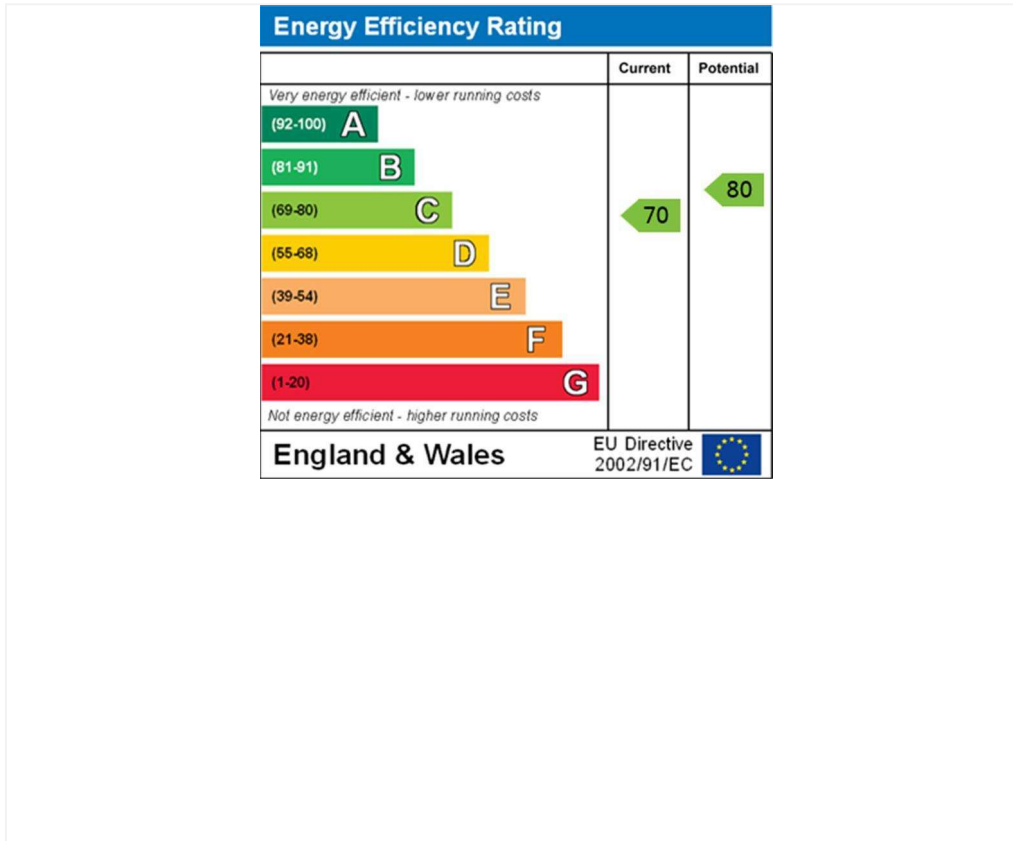 Energy Efficiency Rating
Current Potential
Very energy efficient - lower running costs
(92-100) A
(81-91) B
(69-80) C
(55-68) D
(39-54) E
(21-38) F
(1-20) G
70
80
Not energy efficient - higher running costs
England & Wales
EU Directive
2002/91/EC